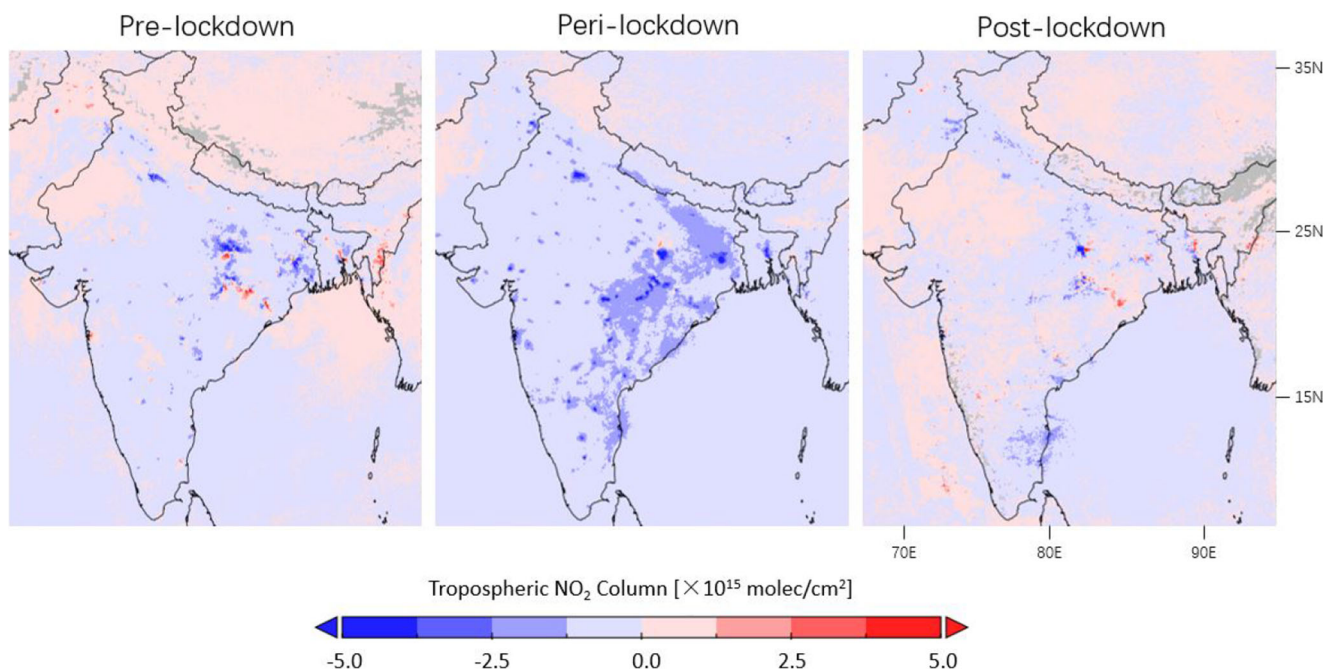 Pre-lockdown
Peri-lockdown
Post-lockdown
35N
25N
15N
70E
80E
90E
Tropospheric NO₂ Column [×10¹⁵ molec/cm²]
-5.0
-2.5
0.0
2.5
5.0